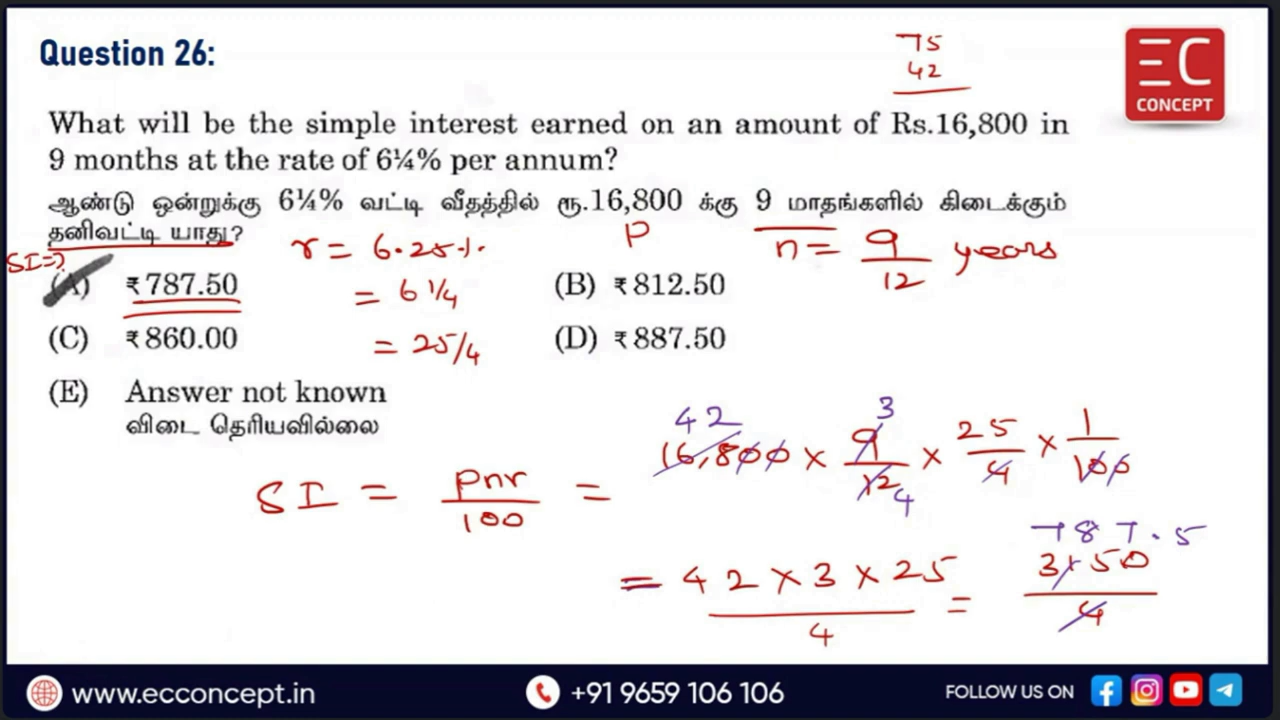 Question 26:
75
42
EC
CONCEPT
What will be the simple interest earned on an amount of Rs.16,800 in
9 months at the rate of 6¼% per annum?
ஆண்டு ஒன்றுக்கு 6¼% வட்டி வீதத்தில் ரூ.16,800 க்கு 9 மாதங்களில் கிடைக்கும்
தனிவட்டி யாது?
SI=?
r = 6.25%
P
n = 9/12 years
(A) ₹787.50
= 6 1/4
(B) ₹812.50
(C) ₹860.00
= 25/4
(D) ₹887.50
(E) Answer not known
விடை தெரியவில்லை
42 3
SI = pnr/100 = 16,800 × 9/12 × 25/4 × 1/100
4
787.5
= 42 × 3 × 25/4 = 3150/4
www.ecconcept.in
+91 9659 106 106
FOLLOW US ON